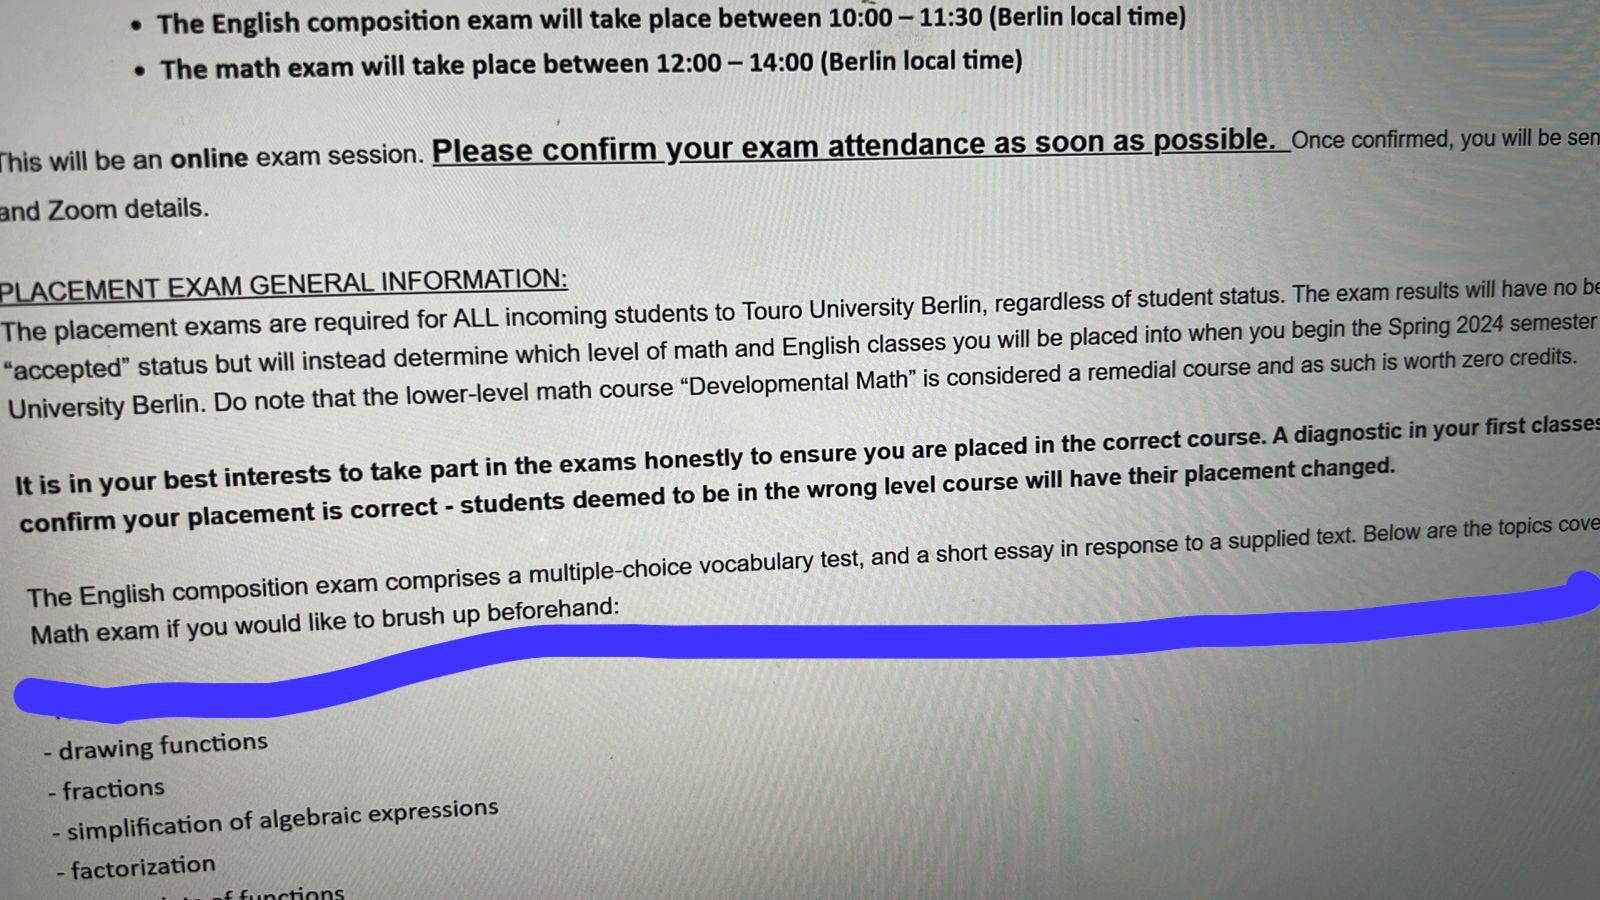 • The English composition exam will take place between 10:00 – 11:30 (Berlin local time)
• The math exam will take place between 12:00 – 14:00 (Berlin local time)
This will be an online exam session. Please confirm your exam attendance as soon as possible. Once confirmed, you will be sen
and Zoom details.
PLACEMENT EXAM GENERAL INFORMATION:
The placement exams are required for ALL incoming students to Touro University Berlin, regardless of student status. The exam results will have no be
“accepted” status but will instead determine which level of math and English classes you will be placed into when you begin the Spring 2024 semester
University Berlin. Do note that the lower-level math course “Developmental Math” is considered a remedial course and as such is worth zero credits.
It is in your best interests to take part in the exams honestly to ensure you are placed in the correct course. A diagnostic in your first classes
confirm your placement is correct - students deemed to be in the wrong level course will have their placement changed.
The English composition exam comprises a multiple-choice vocabulary test, and a short essay in response to a supplied text. Below are the topics cove
Math exam if you would like to brush up beforehand:
- drawing functions
- fractions
- simplification of algebraic expressions
- factorization
of functions